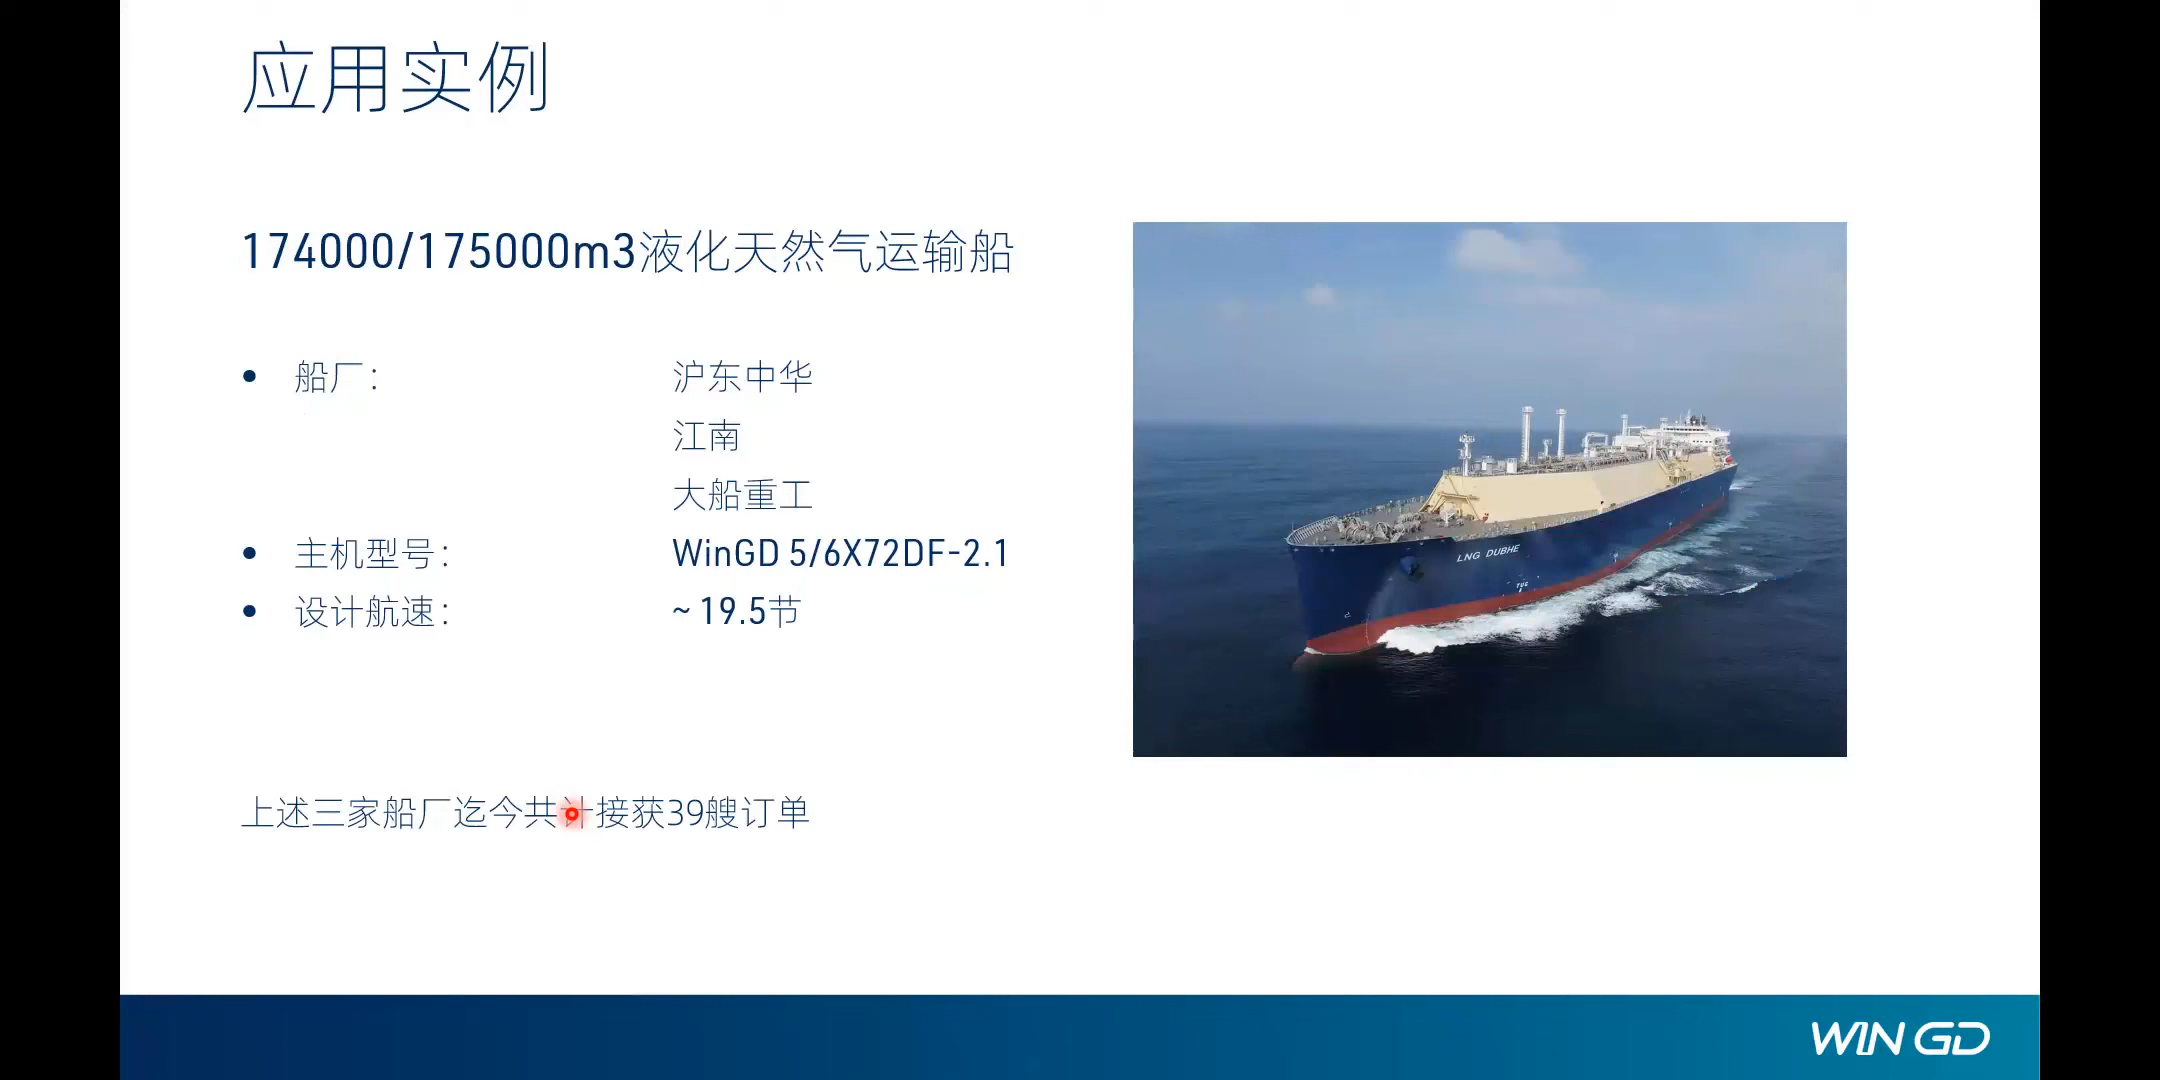 应用实例
174000/175000m3液化天然气运输船
• 船厂： 沪东中华
江南
大船重工
• 主机型号： WinGD 5/6X72DF-2.1
• 设计航速： ~ 19.5节
LNG DUBHE
TUG
上述三家船厂迄今共计接获39艘订单
WIN GD